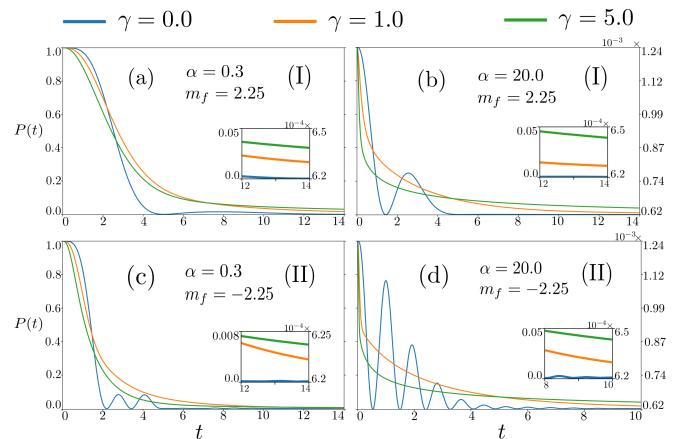 γ = 0.0 γ = 1.0 γ = 5.0
10⁻³×
1.0 1.24
(a) α = 0.3 (I) (b) α = 20.0 (I)
m_f = 2.25 m_f = 2.25
0.8 1.12
0.05 10⁻⁴× 6.5 0.05 10⁻⁴× 6.5
P(t) 0.6 0.99
0.4 0.87
0.0 6.2 0.0 6.2
12 14 12 14
0.2 0.74
0.0 0.62
0 2 4 6 8 10 12 14 0 2 4 6 8 10 12 14
10⁻³×
1.0 1.24
(c) α = 0.3 (II) (d) α = 20.0 (II)
m_f = −2.25 m_f = −2.25
0.8 1.12
P(t) 0.6 0.99
0.008 10⁻⁴× 6.5 0.05 10⁻⁴× 6.5
0.4 0.87
0.2 0.74
0.0 6.2 0.0 6.2
12 14 8 10
0.0 0.62
0 2 4 6 8 10 12 14 0 2 4 6 8 10
t t